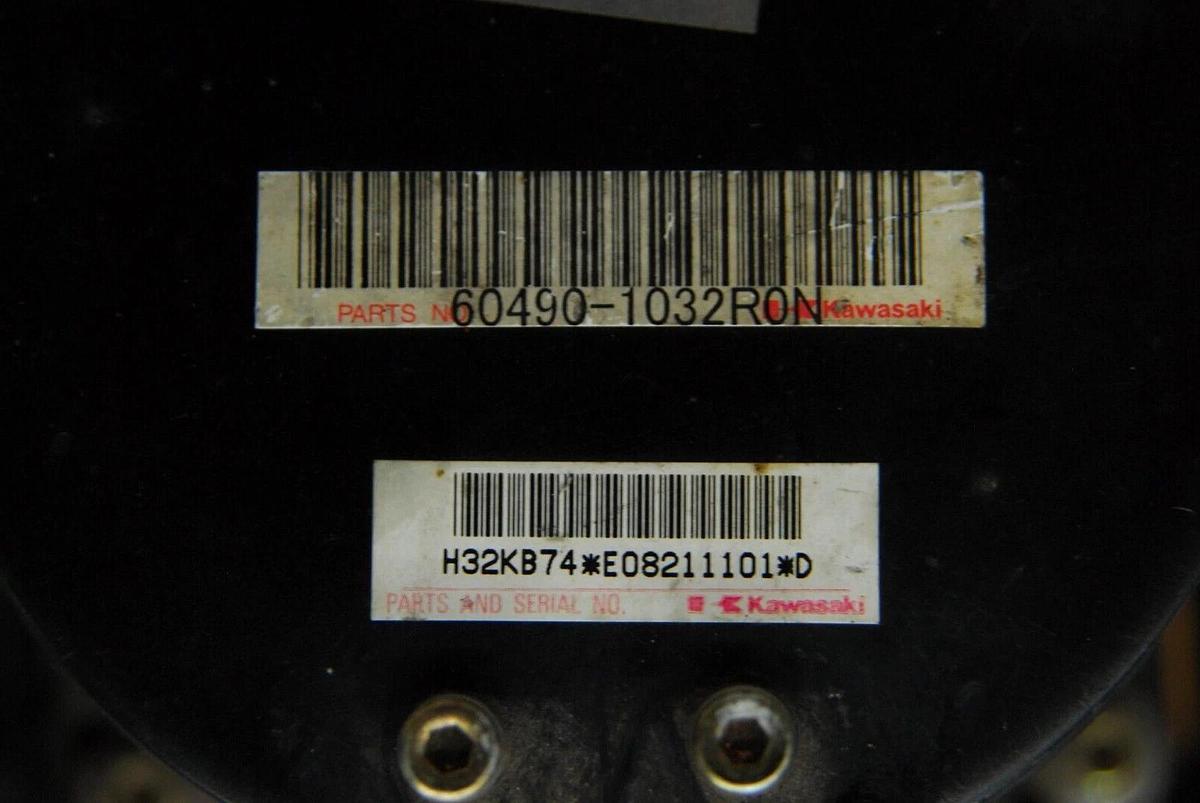 PARTS NO. 60490-1032R0N Kawasaki
H32KB74*E08211101*D
PARTS AND SERIAL NO. Kawasaki